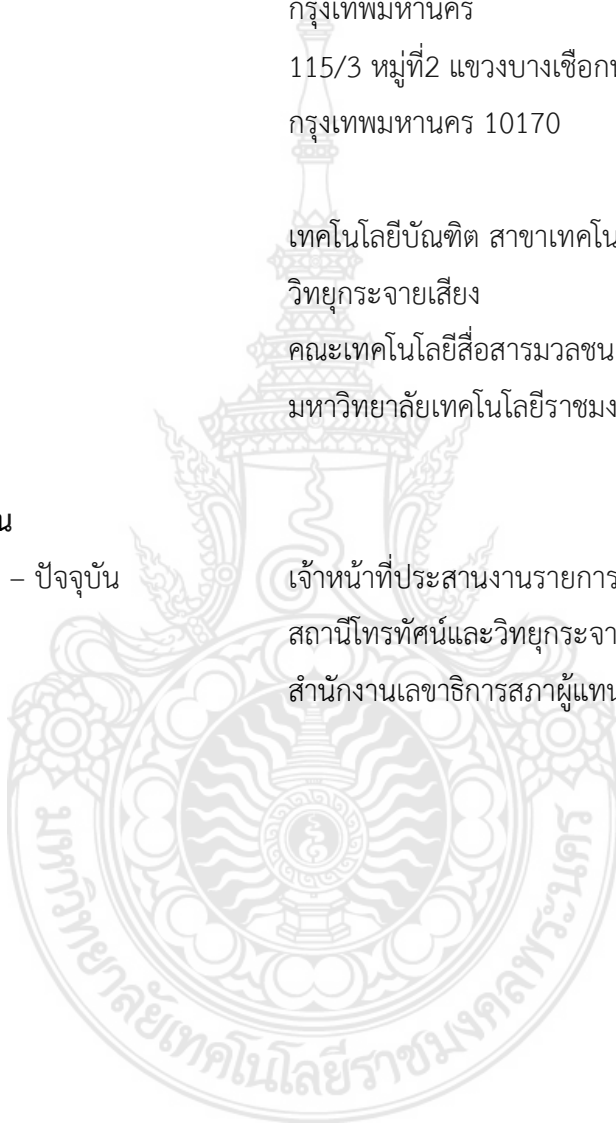 กรุงเทพมหานคร
115/3 หมู่ที่2 แขวงบางเชือก
กรุงเทพมหานคร 10170
เทคโนโลยีบัณฑิต สาขาเทคโน
วิทยุกระจายเสียง
คณะเทคโนโลยีสื่อสารมวลชน
มหาวิทยาลัยเทคโนโลยีราชมง
น
– ปัจจุบัน เจ้าหน้าที่ประสานงานรายการ
สถานีโทรทัศน์และวิทยุกระจา
สำนักงานเลขาธิการสภาผู้แทน
มหาวิทยาลัยเทคโนโลยีราชมงคลพระนคร